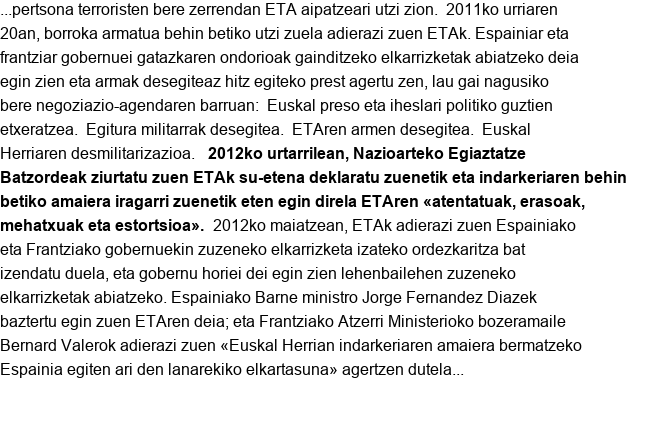 ...pertsona terroristen bere zerrendan ETA aipatzeari utzi zion.  2011ko urriaren
20an, borroka armatua behin betiko utzi zuela adierazi zuen ETAk. Espainiar eta
frantziar gobernuei gatazkaren ondorioak gainditzeko elkarrizketak abiatzeko deia
egin zien eta armak desegiteaz hitz egiteko prest agertu zen, lau gai nagusiko
bere negoziazio-agendaren barruan:  Euskal preso eta iheslari politiko guztien
etxeratzea.  Egitura militarrak desegitea.  ETAren armen desegitea.  Euskal
Herriaren desmilitarizazioa.   2012ko urtarrilean, Nazioarteko Egiaztatze
Batzordeak ziurtatu zuen ETAk su-etena deklaratu zuenetik eta indarkeriaren behin
betiko amaiera iragarri zuenetik eten egin direla ETAren «atentatuak, erasoak,
mehatxuak eta estortsioa».  2012ko maiatzean, ETAk adierazi zuen Espainiako
eta Frantziako gobernuekin zuzeneko elkarrizketa izateko ordezkaritza bat
izendatu duela, eta gobernu horiei dei egin zien lehenbailehen zuzeneko
elkarrizketak abiatzeko. Espainiako Barne ministro Jorge Fernandez Diazek
baztertu egin zuen ETAren deia; eta Frantziako Atzerri Ministerioko bozeramaile
Bernard Valerok adierazi zuen «Euskal Herrian indarkeriaren amaiera bermatzeko
Espainia egiten ari den lanarekiko elkartasuna» agertzen dutela...